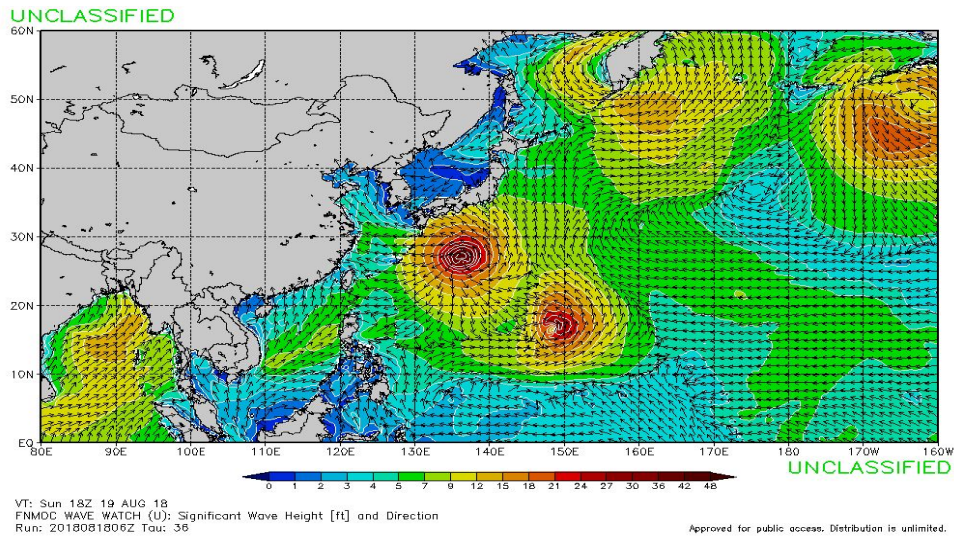 UNCLASSIFIED
60N
50N
40N
30N
20N
10N
EQ
80E 90E 100E 110E 120E 130E 140E 150E 160E 170E 180 170W 160W
UNCLASSIFIED
0 1 2 3 4 5 7 9 12 15 18 21 24 27 30 36 42 48
VT: Sun 18Z 19 AUG 18
FNMOC WAVE WATCH (U): Significant Wave Height [ft] and Direction
Run: 2018081806Z Tau: 36
Approved for public access. Distribution is unlimited.